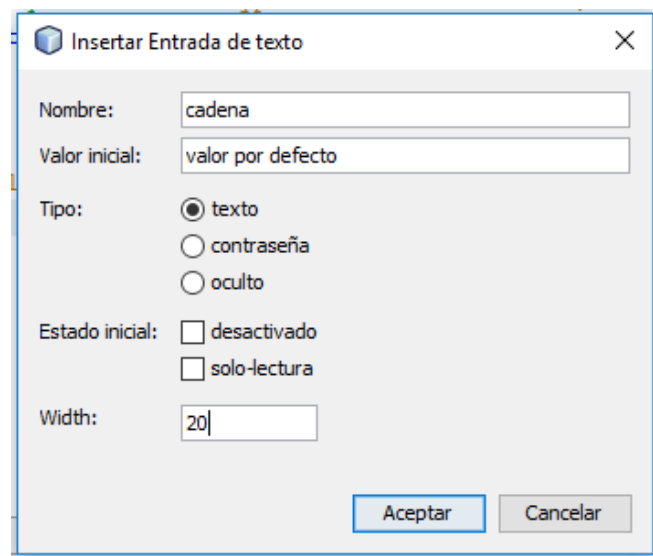 Insertar Entrada de texto
Nombre: cadena
Valor inicial: valor por defecto
Tipo: texto
contraseña
oculto
Estado inicial: desactivado
solo-lectura
Width: 20
Aceptar Cancelar